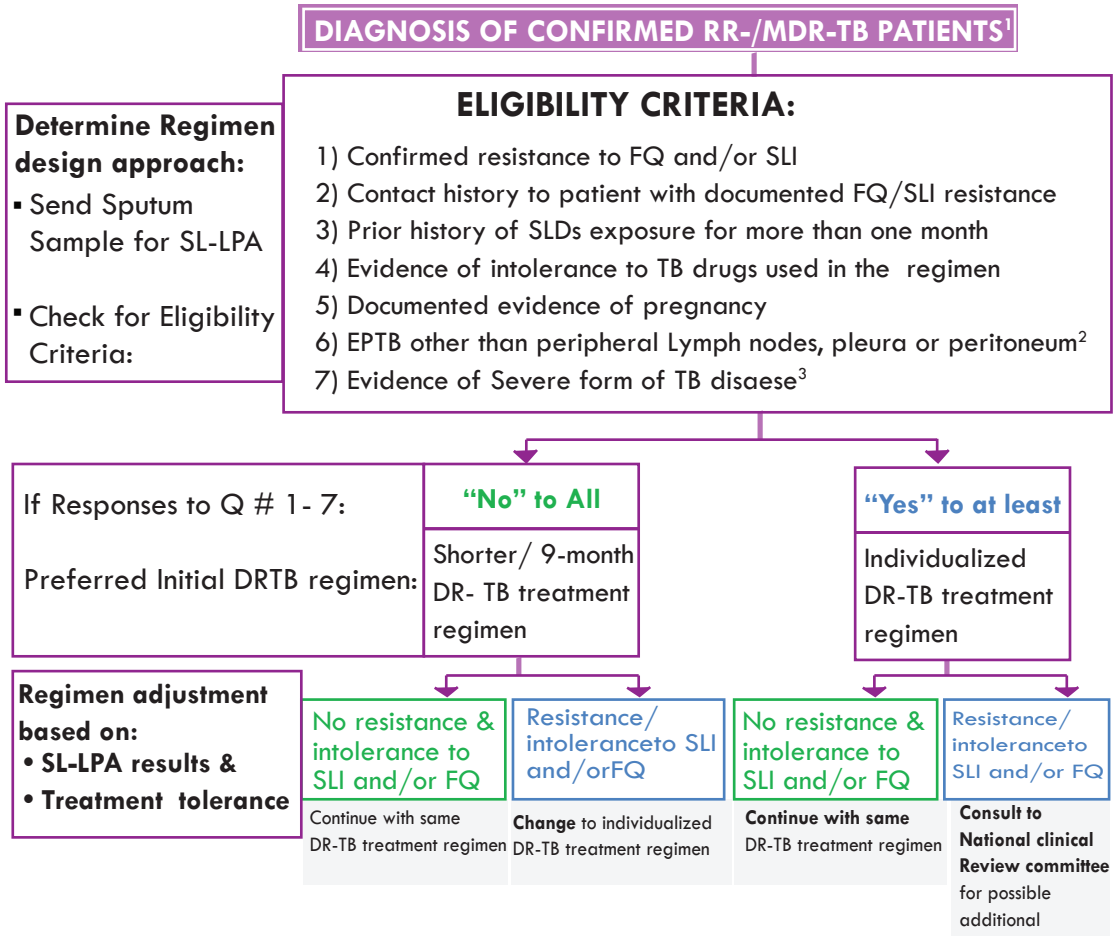 DIAGNOSIS OF CONFIRMED RR-/MDR-TB PATIENTS¹
Determine Regimen
design approach:
▪ Send Sputum
Sample for SL-LPA
▪ Check for Eligibility
Criteria:
ELIGIBILITY CRITERIA:
1) Confirmed resistance to FQ and/or SLI
2) Contact history to patient with documented FQ/SLI resistance
3) Prior history of SLDs exposure for more than one month
4) Evidence of intolerance to TB drugs used in the regimen
5) Documented evidence of pregnancy
6) EPTB other than peripheral Lymph nodes, pleura or peritoneum²
7) Evidence of Severe form of TB disaese³
If Responses to Q # 1- 7:
Preferred Initial DRTB regimen:
“No” to All
Shorter/ 9-month
DR- TB treatment
regimen
“Yes” to at least
Individualized
DR-TB treatment
regimen
Regimen adjustment
based on:
• SL-LPA results &
• Treatment tolerance
No resistance &
intolerance to
SLI and/or FQ
Continue with same
DR-TB treatment regimen
Resistance/
intoleranceto SLI
and/orFQ
Change to individualized
DR-TB treatment regimen
No resistance &
intolerance to
SLI and/or FQ
Continue with same
DR-TB treatment regimen
Resistance/
intoleranceto
SLI and/or FQ
Consult to
National clinical
Review committee
for possible
additional